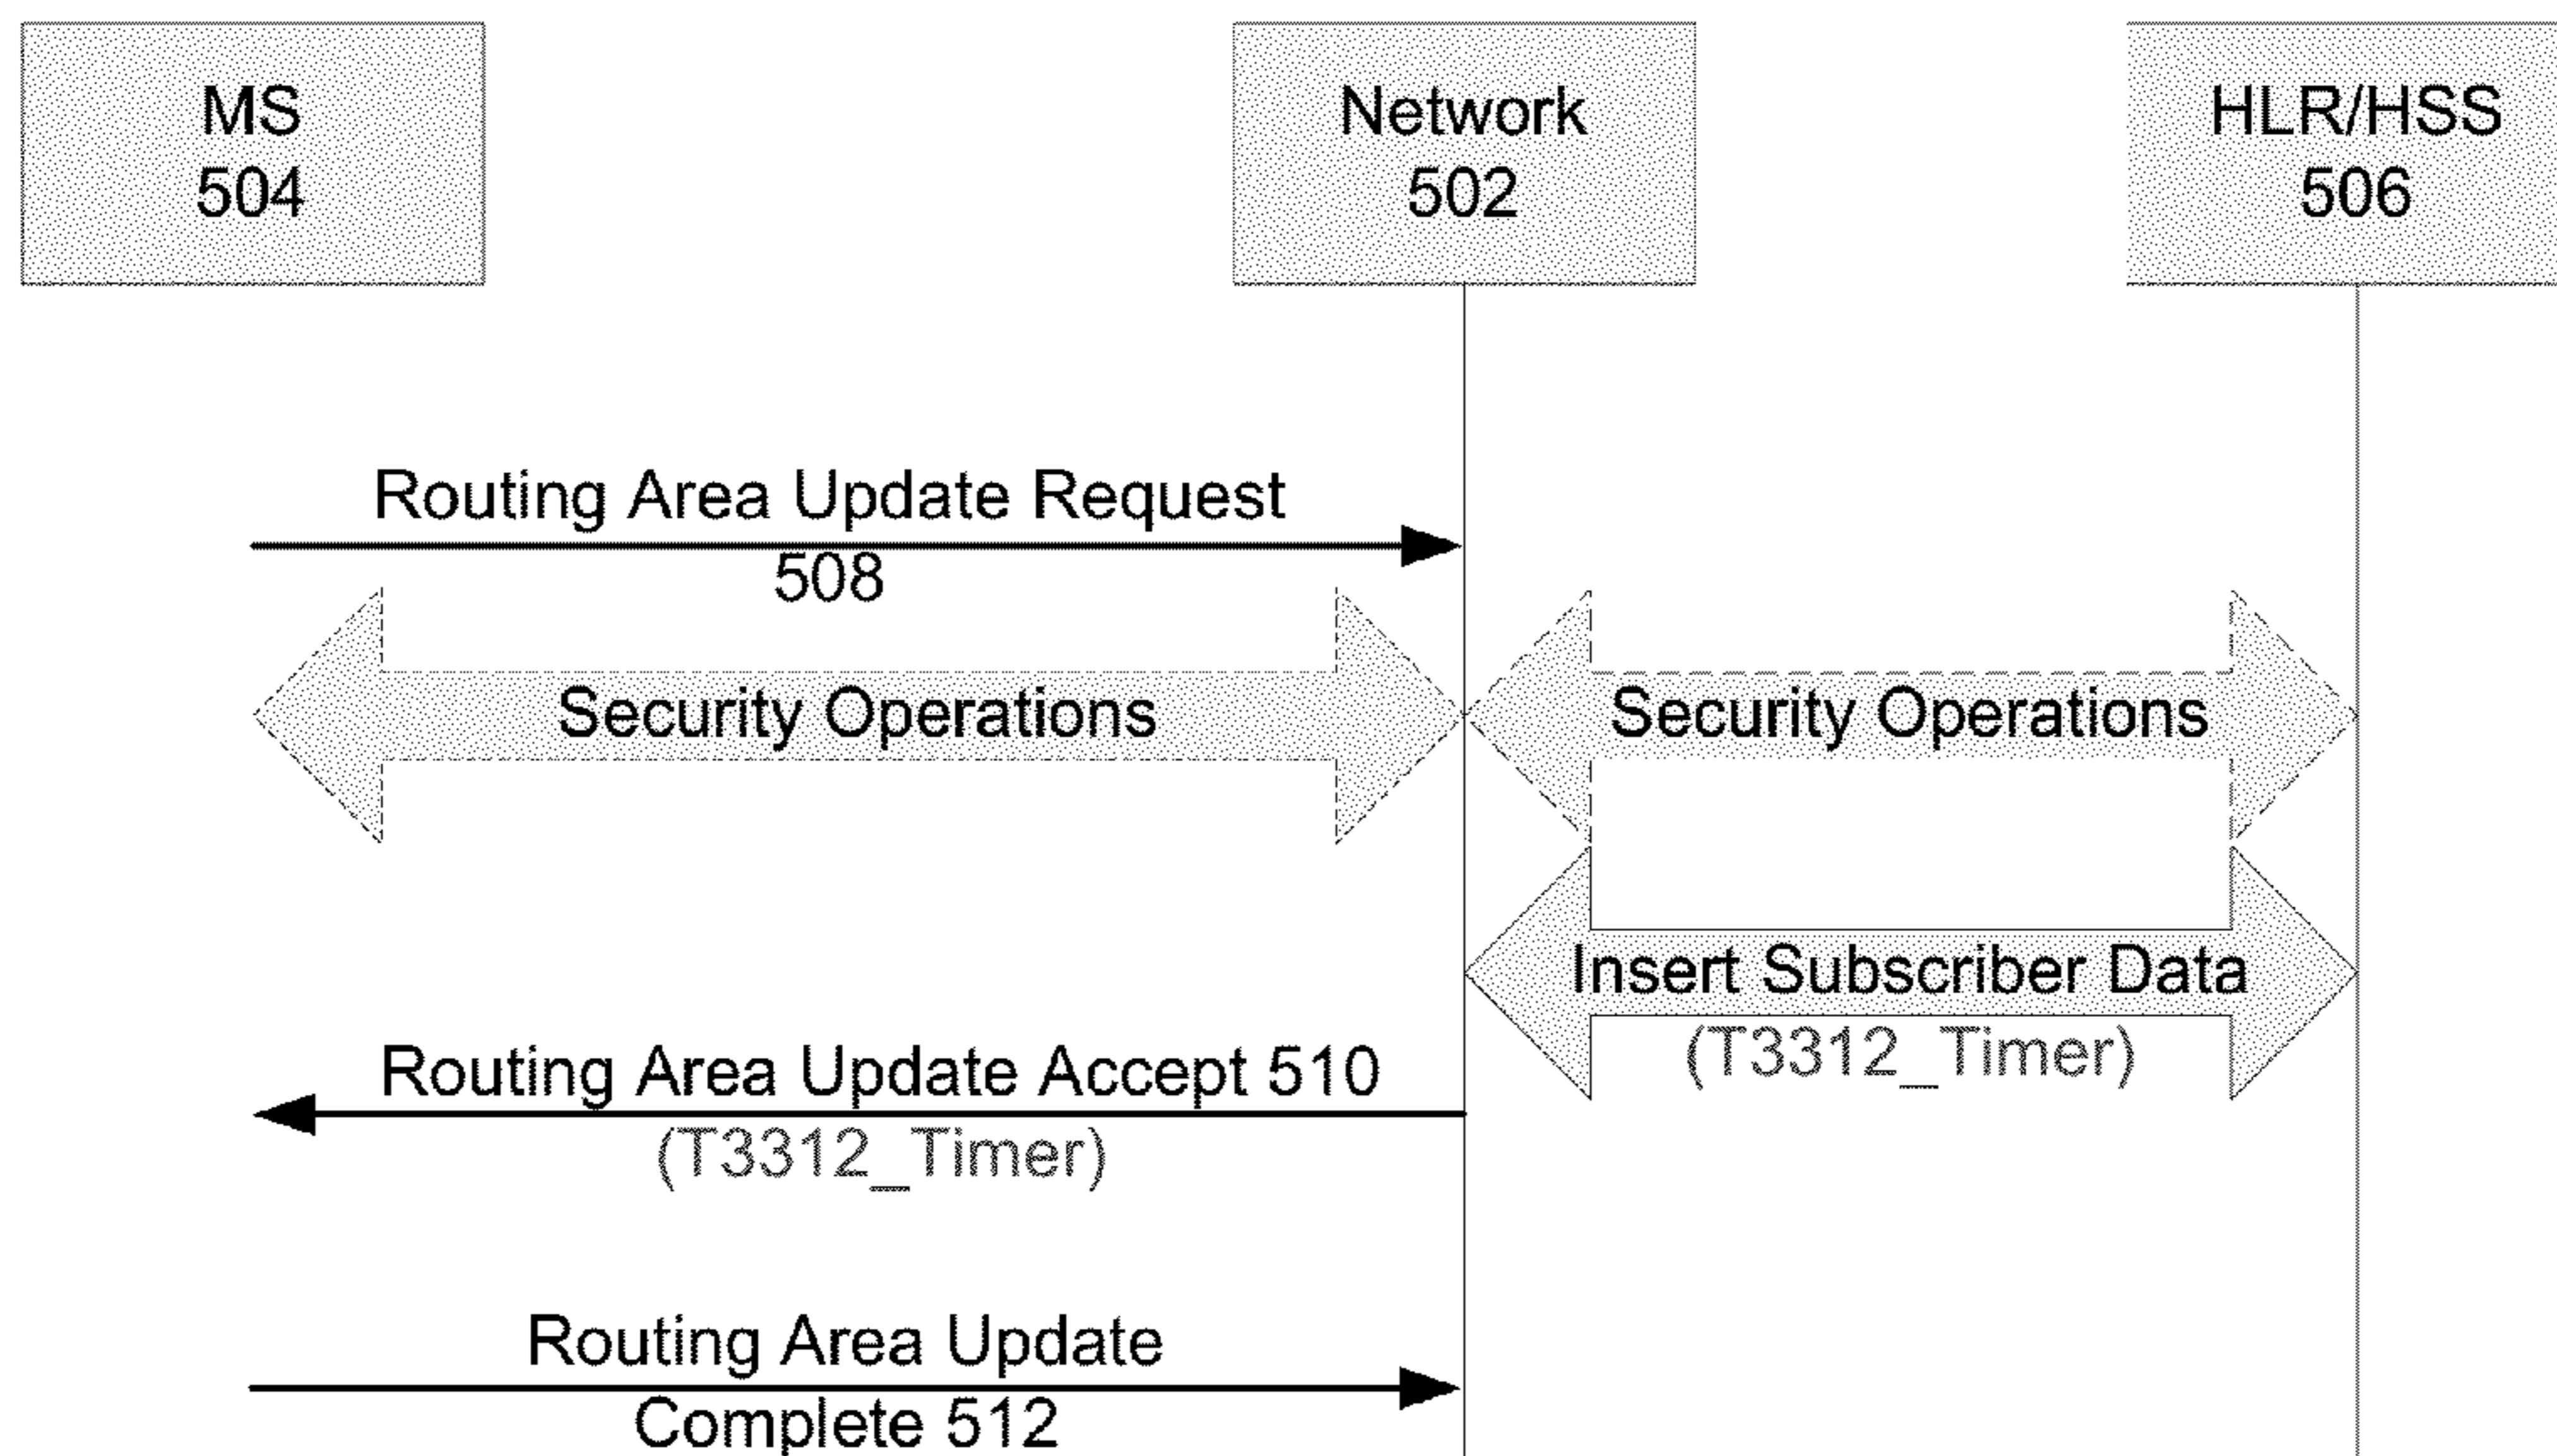 MS
504
Network
502
HLR/HSS
506
Routing Area Update Request
508
Security Operations
Security Operations
Insert Subscriber Data
(T3312_Timer)
Routing Area Update Accept 510
(T3312_Timer)
Routing Area Update
Complete 512